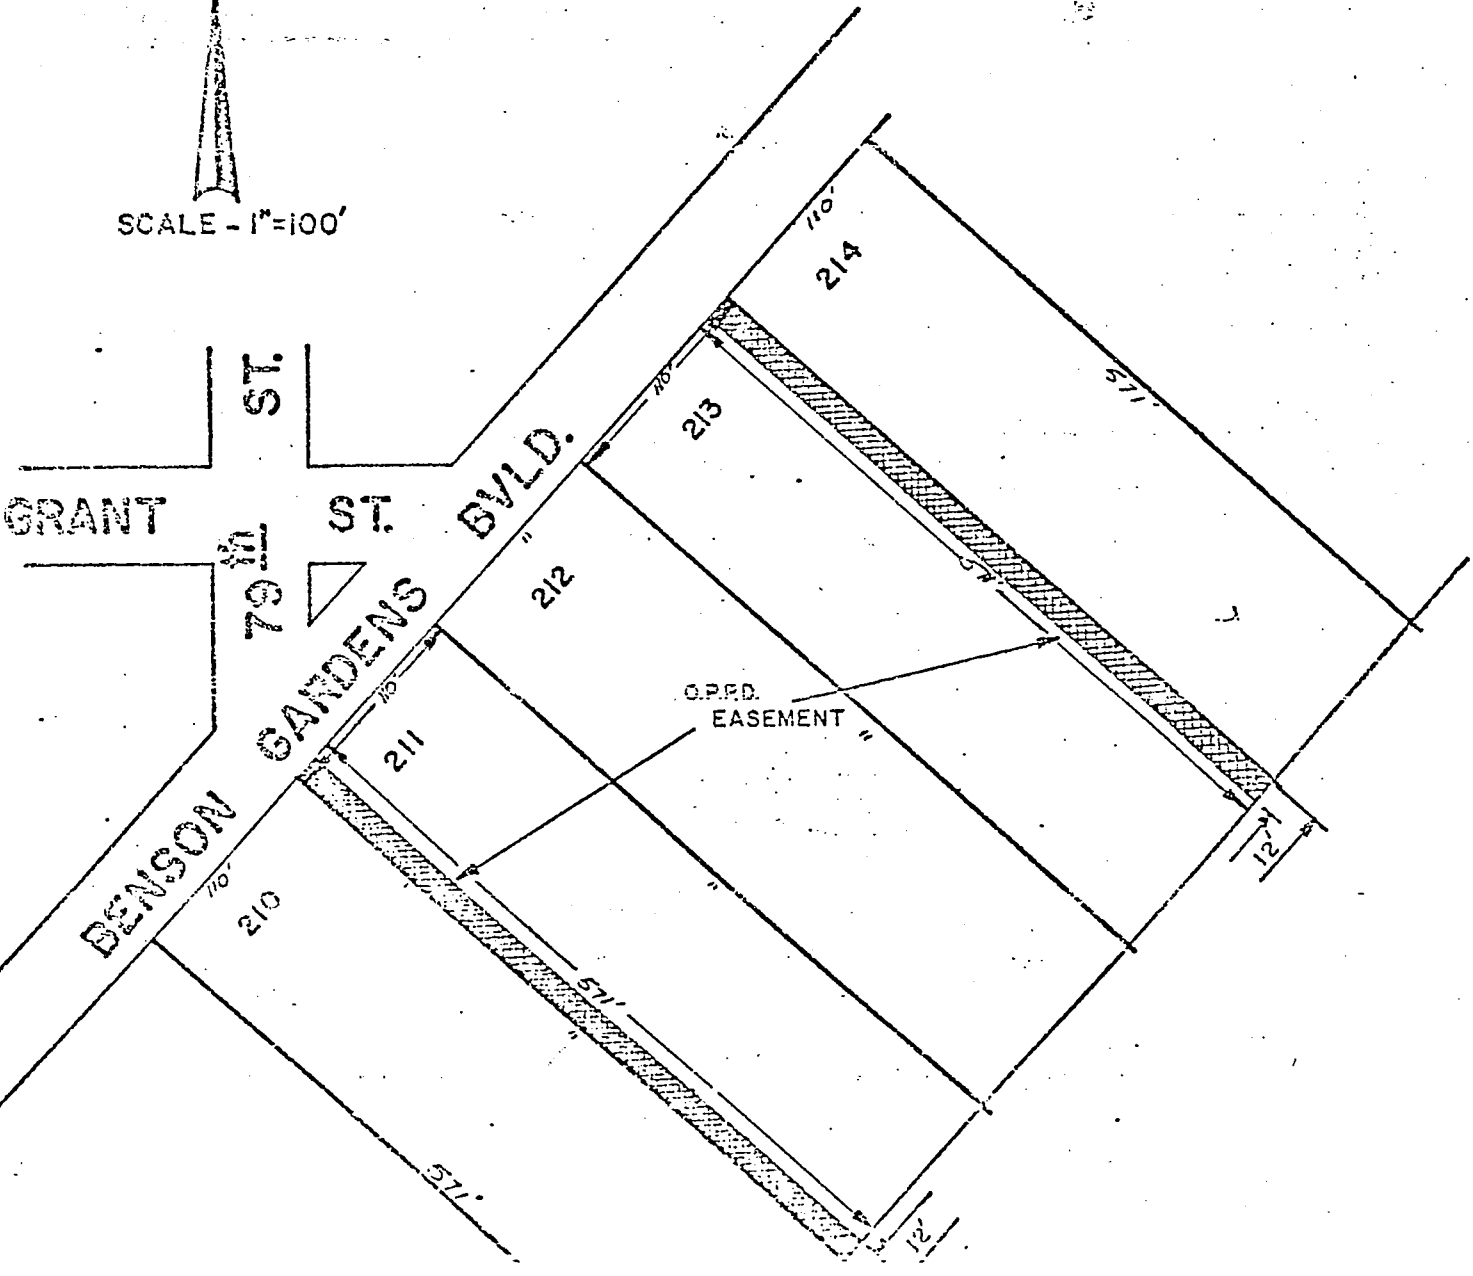 SCALE - 1"=100'
110'
214
571'
ST.
110'
213
BENSON GARDENS BVLD.
GRANT ST.
79TH
"
212
O.P.P.D.
EASEMENT
"
110'
211
12'
110'
210
"
571'
"
571'
12'